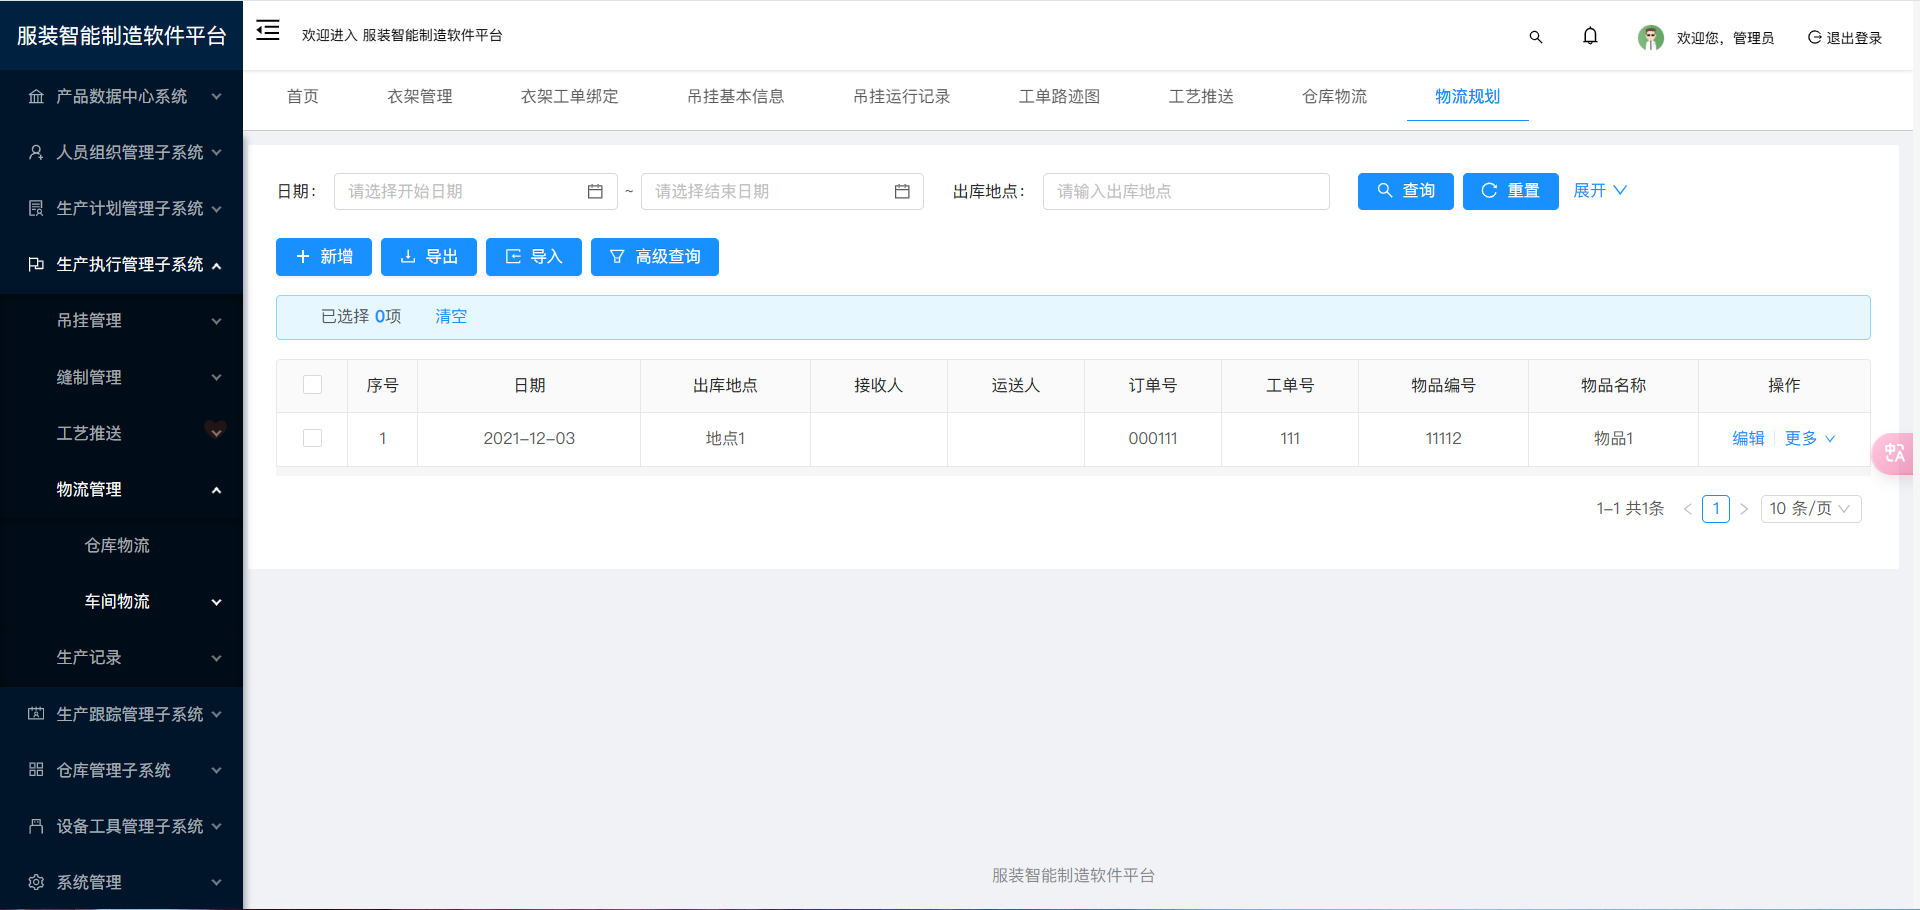 服装智能制造软件平台
欢迎进入 服装智能制造软件平台
欢迎您，管理员
退出登录
产品数据中心系统
人员组织管理子系统
生产计划管理子系统
生产执行管理子系统
吊挂管理
缝制管理
工艺推送
物流管理
仓库物流
车间物流
生产记录
生产跟踪管理子系统
仓库管理子系统
设备工具管理子系统
系统管理
首页 衣架管理 衣架工单绑定 吊挂基本信息 吊挂运行记录 工单路迹图 工艺推送 仓库物流 物流规划
日期： 请选择开始日期 ~ 请选择结束日期 出库地点： 请输入出库地点 查询 重置 展开
新增 导出 导入 高级查询
已选择 0项 清空
序号 日期 出库地点 接收人 运送人 订单号 工单号 物品编号 物品名称 操作
1 2021-12-03 地点1 000111 111 11112 物品1 编辑 更多
1-1 共1条 < 1 > 10 条/页
中A
服装智能制造软件平台